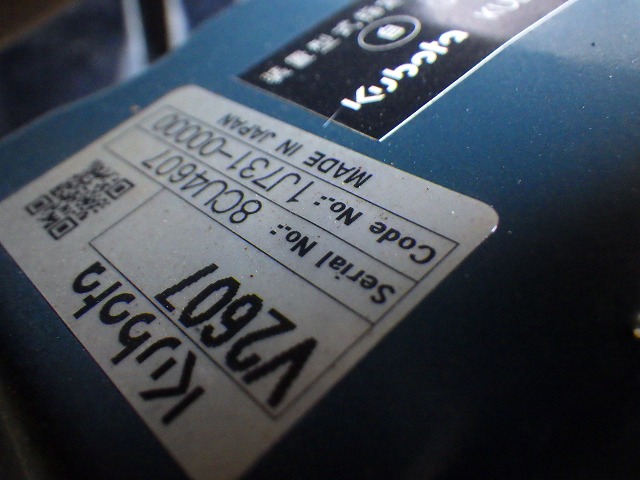 Kubota
V2607
Serial No.: 8CU4607
Code No.: 1J731-00000
MADE IN JAPAN
Kubota